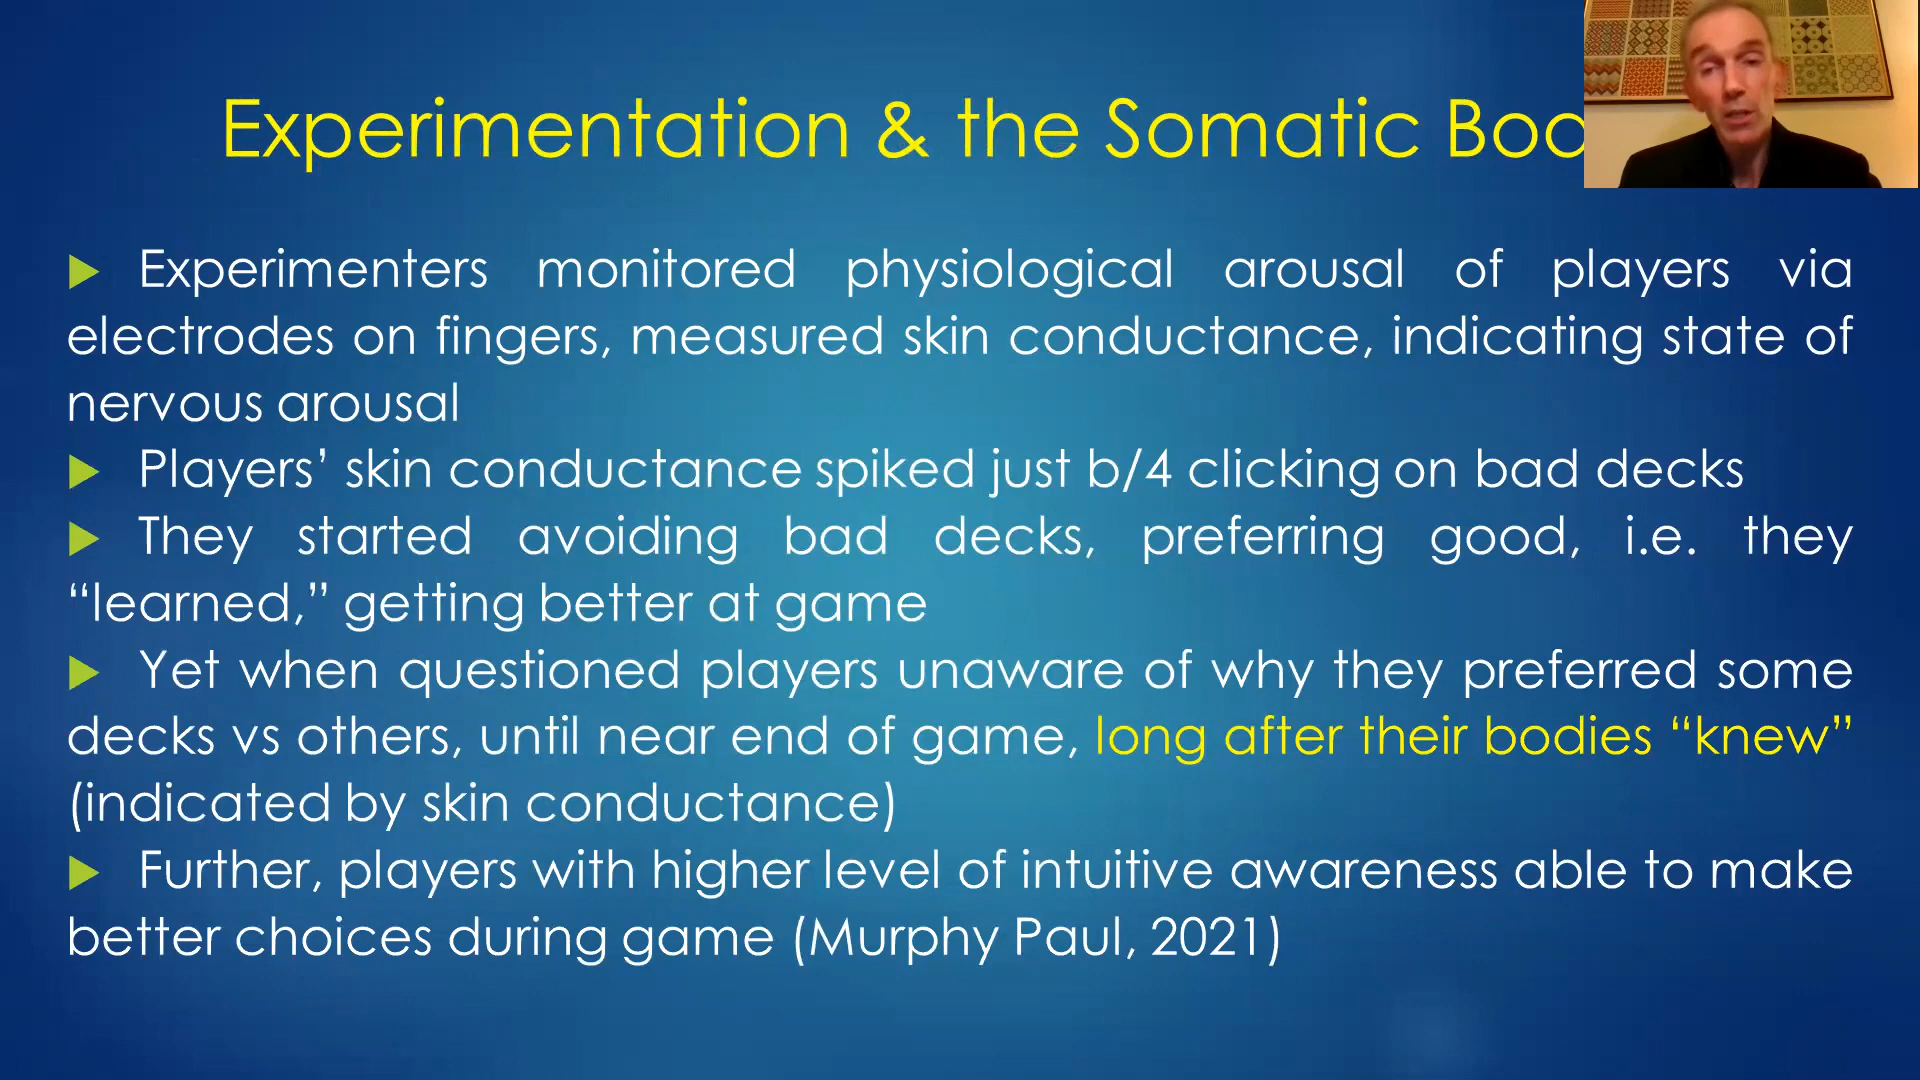 Experimentation & the Somatic
Experimenters monitored physiological arousal of players via
electrodes on fingers, measured skin conductance, indicating state of
nervous arousal
Players’ skin conductance spiked just b/4 clicking on bad decks
They started avoiding bad decks, preferring good, i.e. they
“learned,” getting better at game
Yet when questioned players unaware of why they preferred some
decks vs others, until near end of game, long after their bodies “knew”
(indicated by skin conductance)
Further, players with higher level of intuitive awareness able to make
better choices during game (Murphy Paul, 2021)